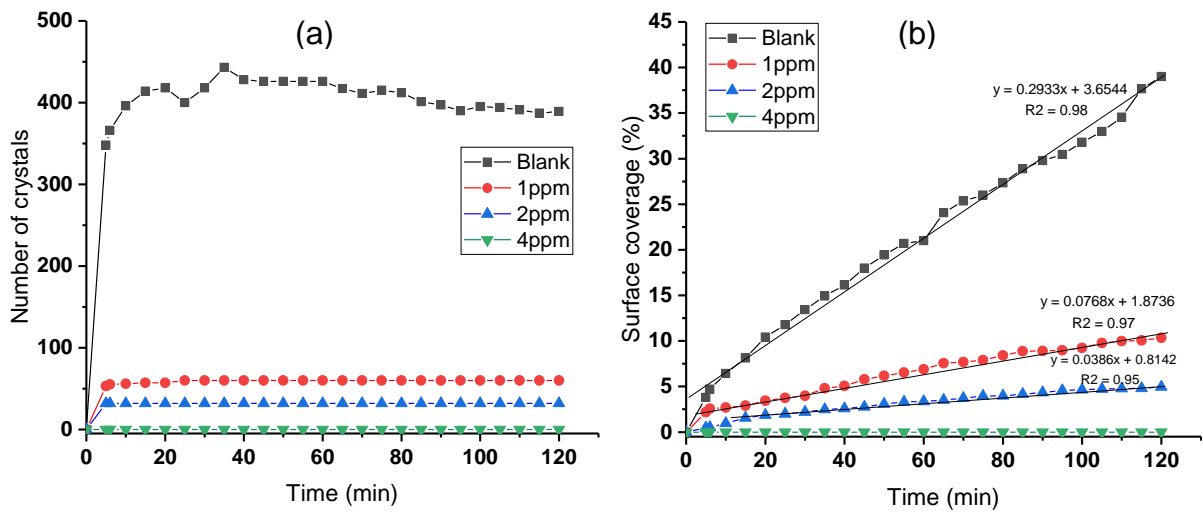 (a)
500
400
300
200
100
0
Number of crystals
Blank
1ppm
2ppm
4ppm
0 20 40 60 80 100 120
Time (min)
(b)
45
40
35
30
25
20
15
10
5
0
Surface coverage (%)
Blank
1ppm
2ppm
4ppm
y = 0.2933x + 3.6544
R2 = 0.98
y = 0.0768x + 1.8736
R2 = 0.97
y = 0.0386x + 0.8142
R2 = 0.95
0 20 40 60 80 100 120
Time (min)